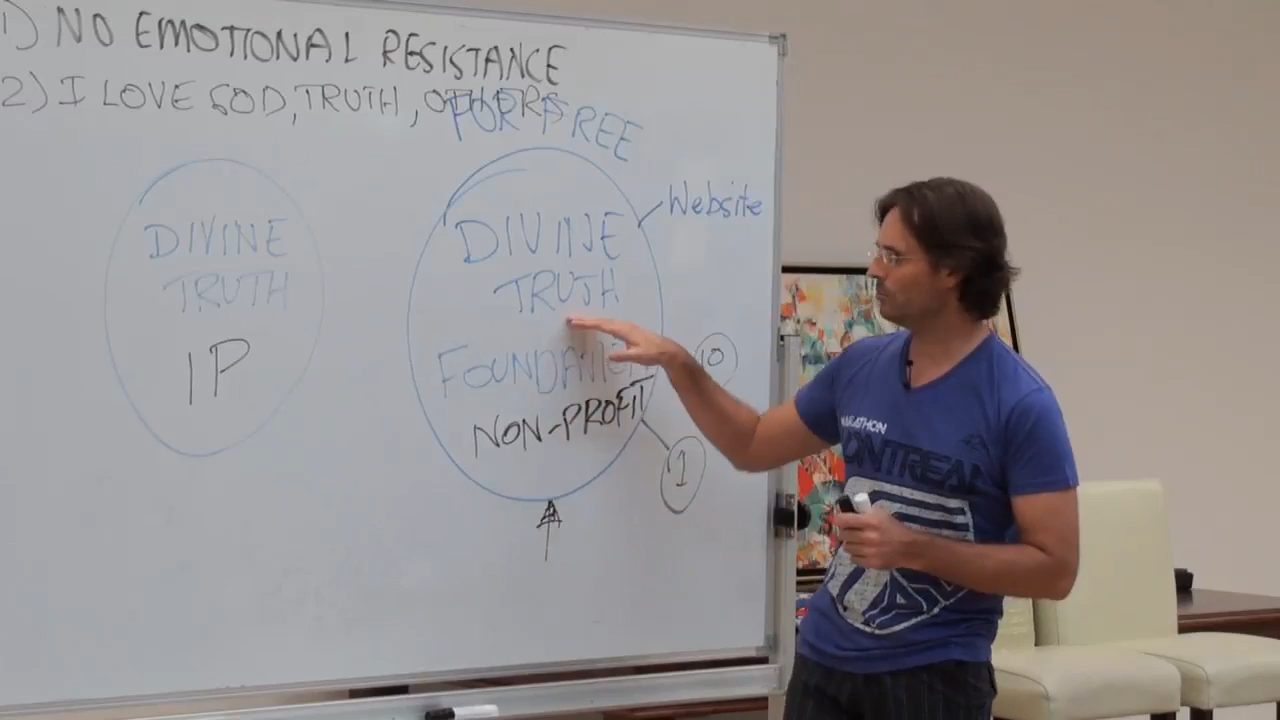 1) NO EMOTIONAL RESISTANCE
2) I LOVE GOD, TRUTH, OTHERS
FOR FREE
Website
DIVINE
TRUTH
IP
DIVINE
TRUTH
FOUNDATION
NON-PROFIT
10
1
MARATHON